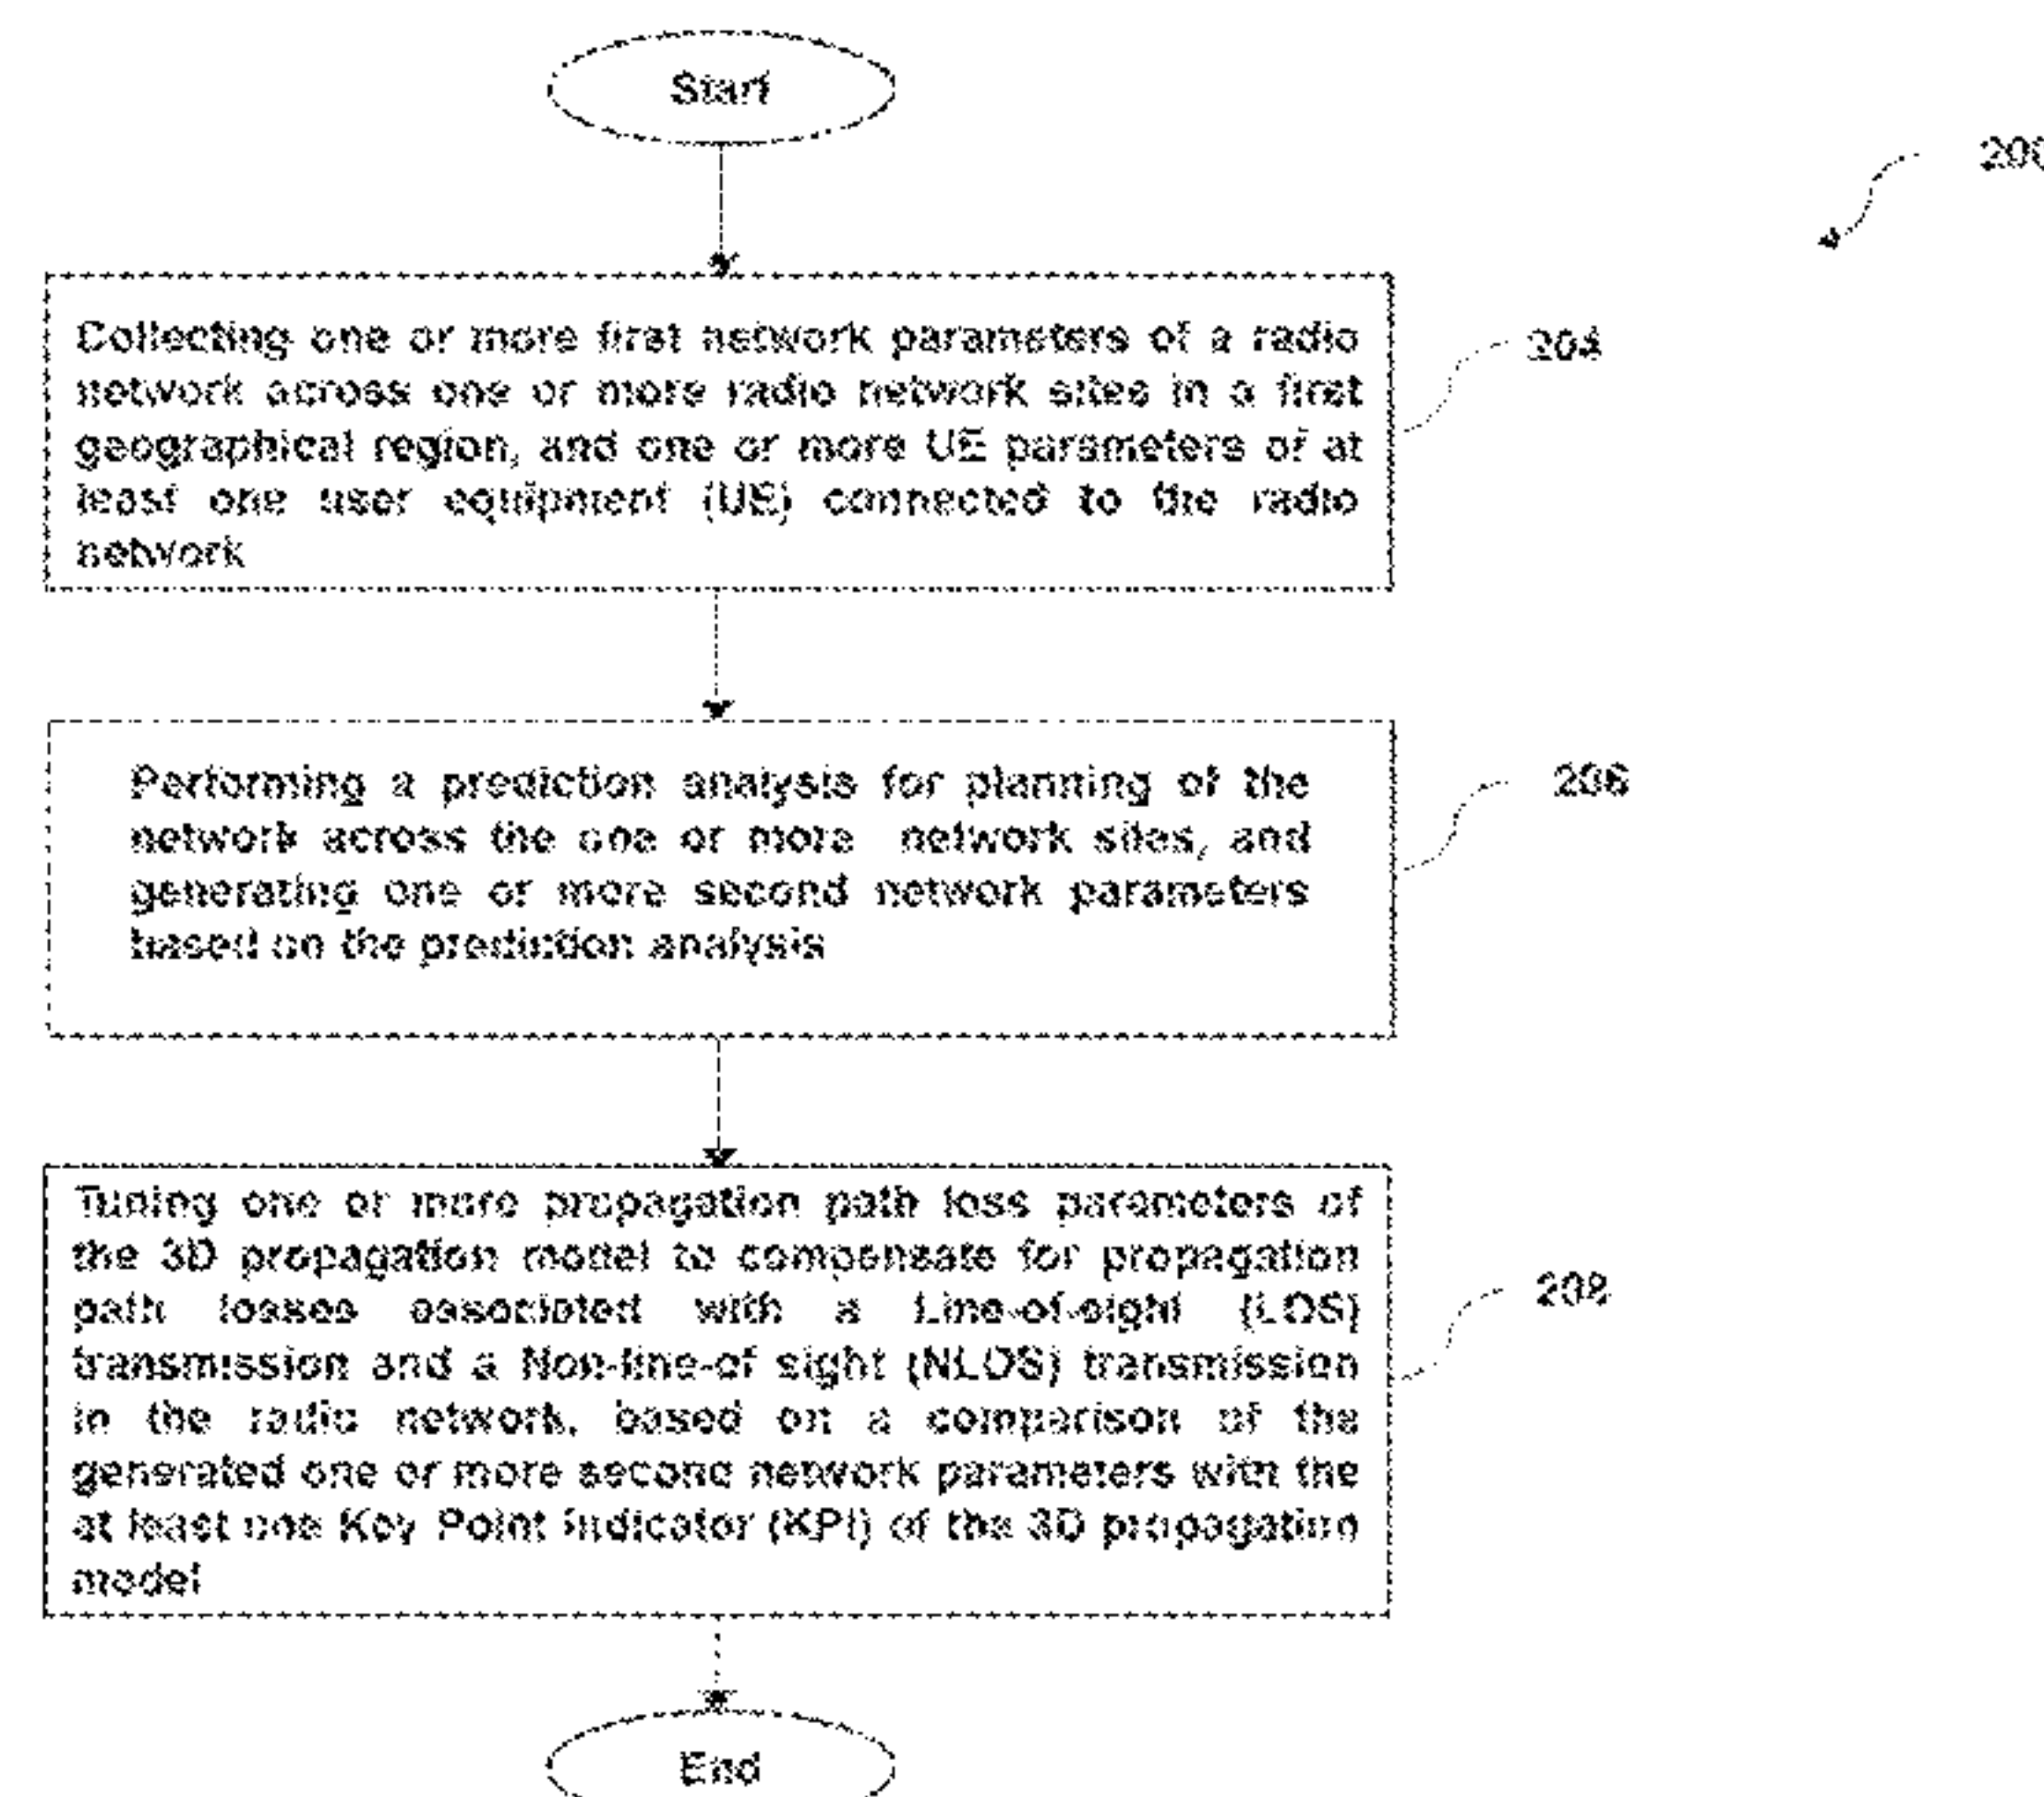 Start
200
Collecting one or more first network parameters of a radio
network across one or more radio network sites in a first
geographical region, and one or more UE parameters of at
least one user equipment (UE) connected to the radio
network
204
Performing a prediction analysis for planning of the
network across the one or more network sites, and
generating one or more second network parameters
based on the prediction analysis
206
Tuning one or more propagation path loss parameters of
the 3D propagation model to compensate for propagation
path losses associated with a Line-of-sight (LOS)
transmission and a Non-line-of sight (NLOS) transmission
in the radio network, based on a comparison of the
generated one or more second network parameters with the
at least one Key Point Indicator (KPI) of the 3D propagation
model
208
End